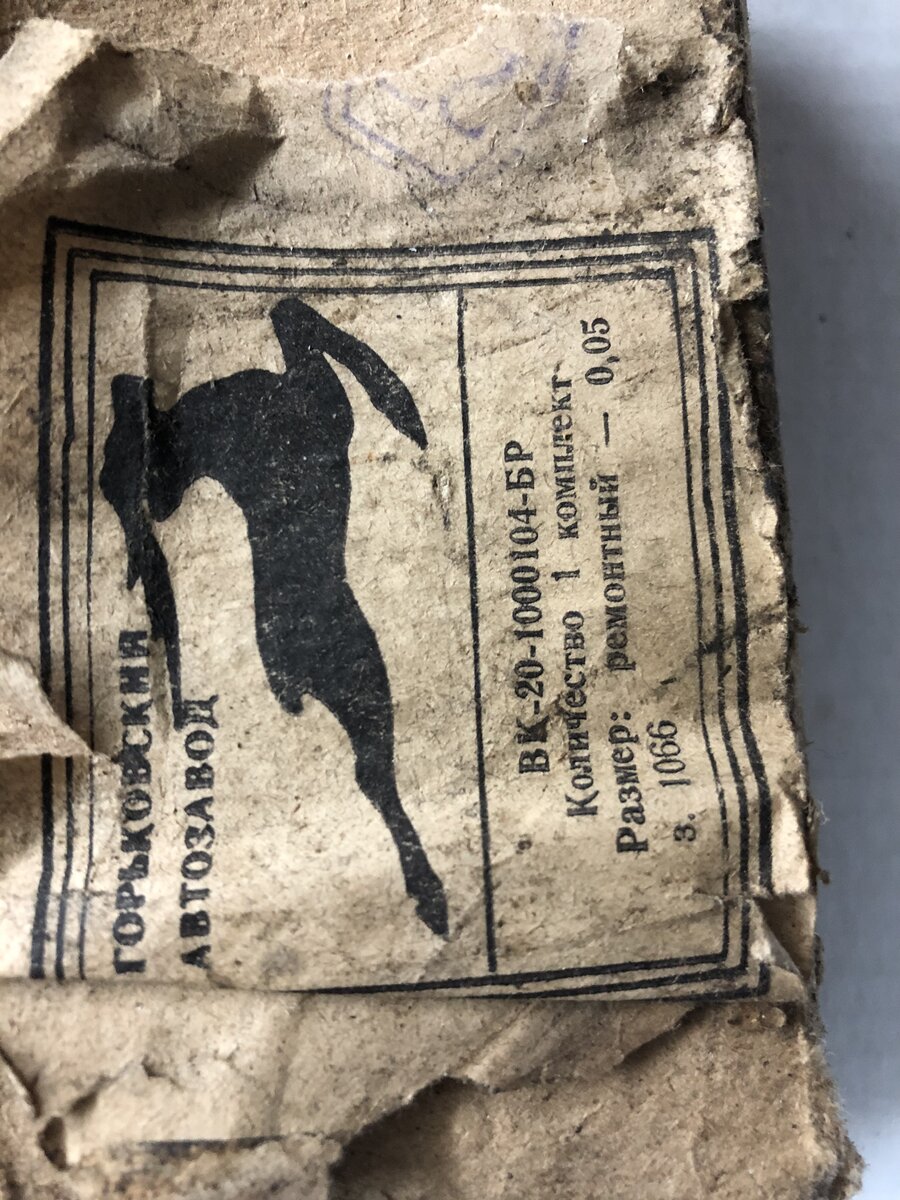 ГОРЬКОВСКИЙ
АВТОЗАВОД
ВК-20-1000104-БР
Количество 1 комплект
Размер: ремонтный — 0,05
з. 1066